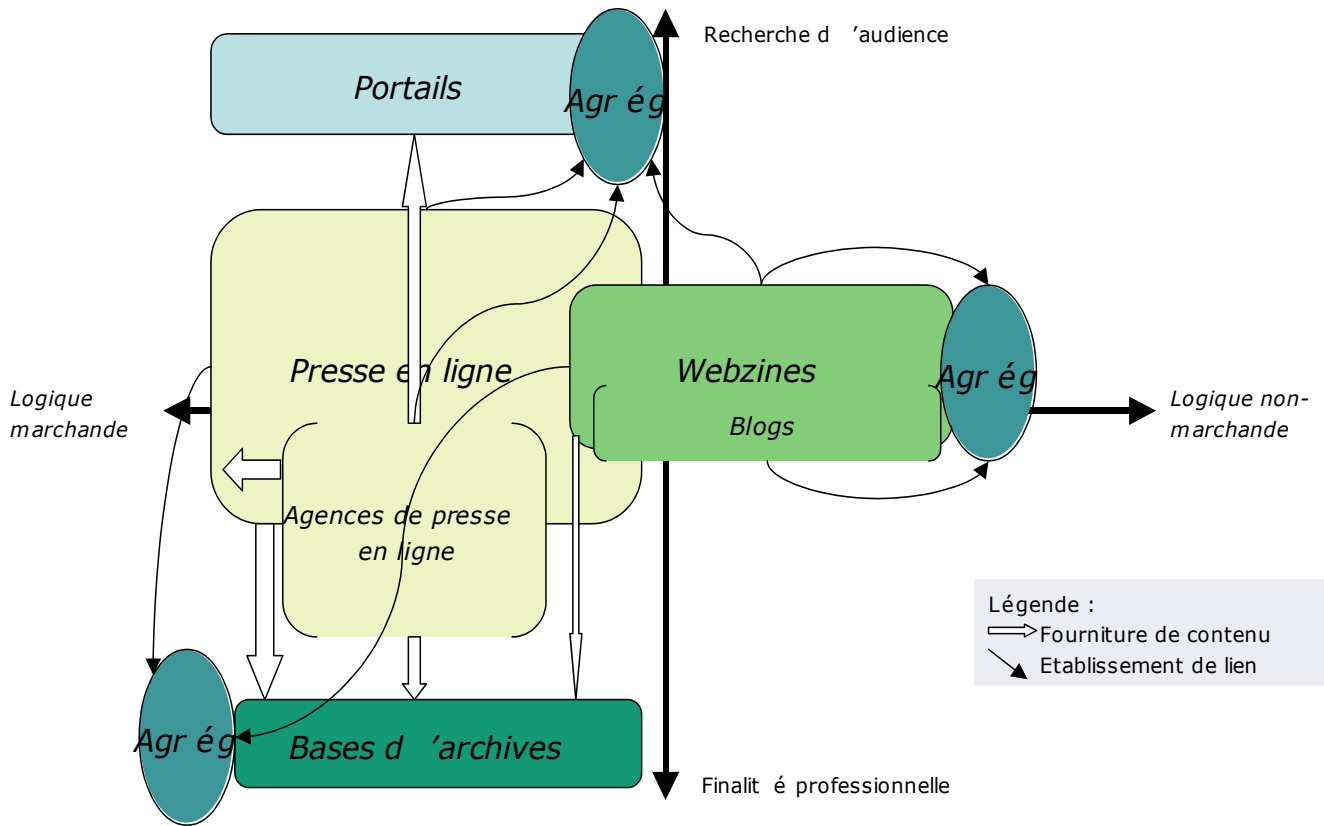 Recherche d ’audience
Portails
Agr ég
Presse en ligne
Webzines
Agr ég
Logique
marchande
Logique non-
marchande
Blogs
Agences de presse
en ligne
Légende :
Fourniture de contenu
Etablissement de lien
Agr ég
Bases d ’archives
Finalit é professionnelle